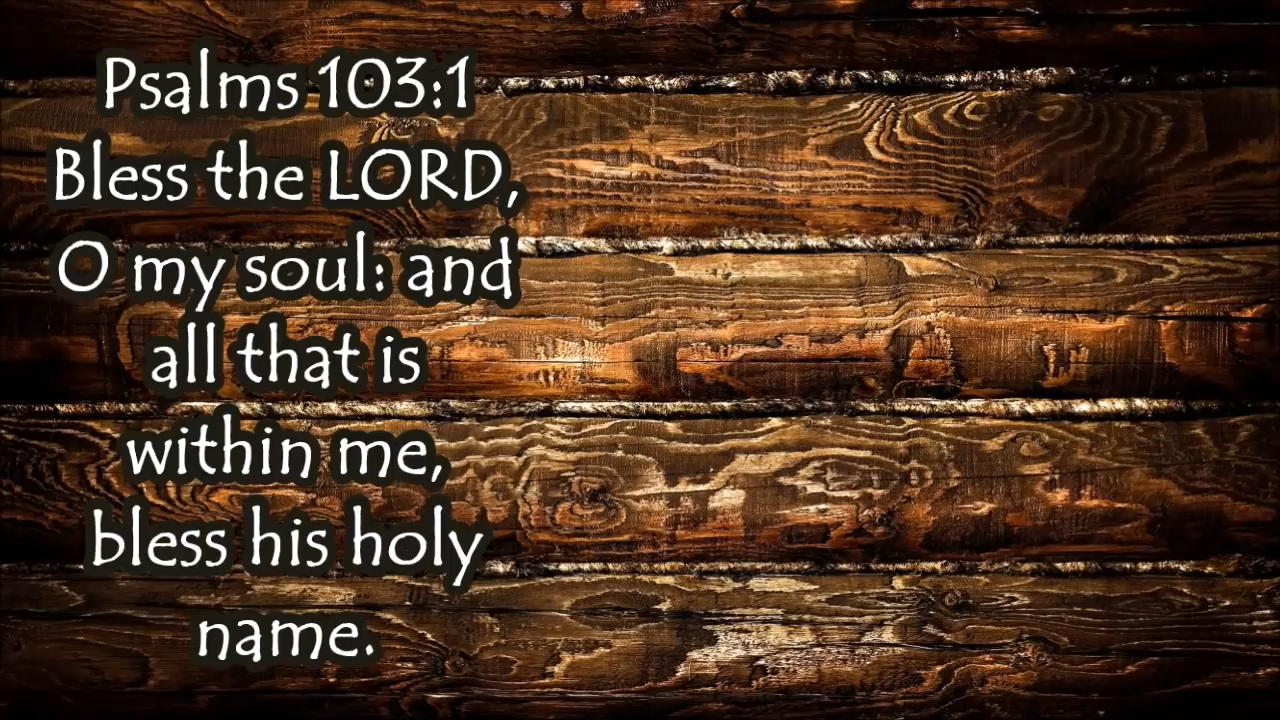 Psalms 103:1
Bless the LORD,
O my soul: and
all that is
within me,
bless his holy
name.